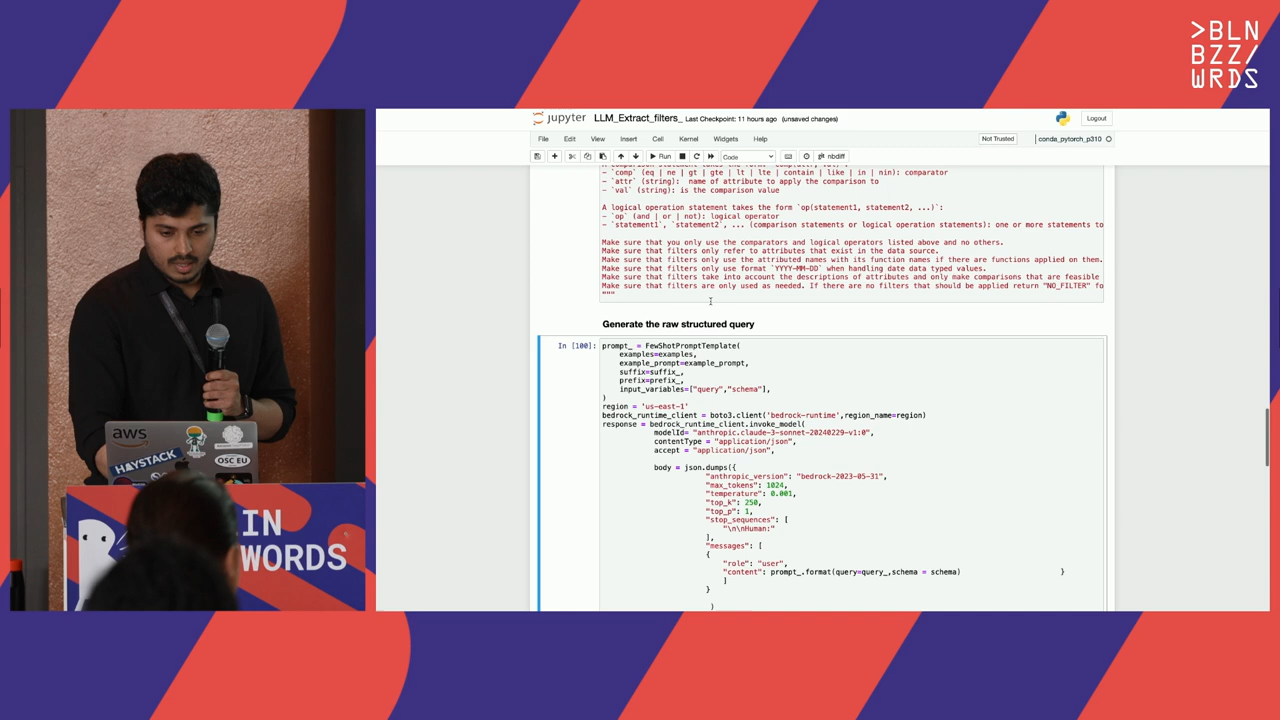 >BLN
BZZ/
WRDS
jupyter LLM_Extract_filters_ Last Checkpoint: 11 hours ago (unsaved changes)
Logout
File Edit View Insert Cell Kernel Widgets Help
Not Trusted conda_pytorch_p310
Run Code nbdiff
- `comp` (eq | ne | gt | gte | lt | lte | contain | like | in | nin): comparator
- `attr` (string): name of attribute to apply the comparison to
- `val` (string): is the comparison value
A logical operation statement takes the form `op(statement1, statement2, ...)`:
- `op` (and | or | not): logical operator
- `statement1`, `statement2`, ... (comparison statements or logical operation statements): one or more statements to
Make sure that you only use the comparators and logical operators listed above and no others.
Make sure that filters only refer to attributes that exist in the data source.
Make sure that filters only use the attributed names with its function names if there are functions applied on them.
Make sure that filters only use format `YYYY-MM-DD` when handling date data typed values.
Make sure that filters take into account the descriptions of attributes and only make comparisons that are feasible
Make sure that filters are only used as needed. If there are no filters that should be applied return "NO_FILTER" fo
"""
Generate the raw structured query
In [100]:
prompt_ = FewShotPromptTemplate(
examples=examples,
example_prompt=example_prompt,
suffix=suffix_,
prefix=prefix_,
input_variables=["query","schema"],
)
region = 'us-east-1'
bedrock_runtime_client = boto3.client('bedrock-runtime',region_name=region)
response = bedrock_runtime_client.invoke_model(
modelId= "anthropic.claude-3-sonnet-20240229-v1:0",
contentType = "application/json",
accept = "application/json",
body = json.dumps({
"anthropic_version": "bedrock-2023-05-31",
"max_tokens": 1024,
"temperature": 0.001,
"top_k": 250,
"top_p": 1,
"stop_sequences": [
"\n\nHuman:"
],
"messages": [
{
"role": "user",
"content": prompt_.format(query=query_,schema = schema) }
]
}
)
aws
HAYSTACK
OSC EU
IN
WORDS